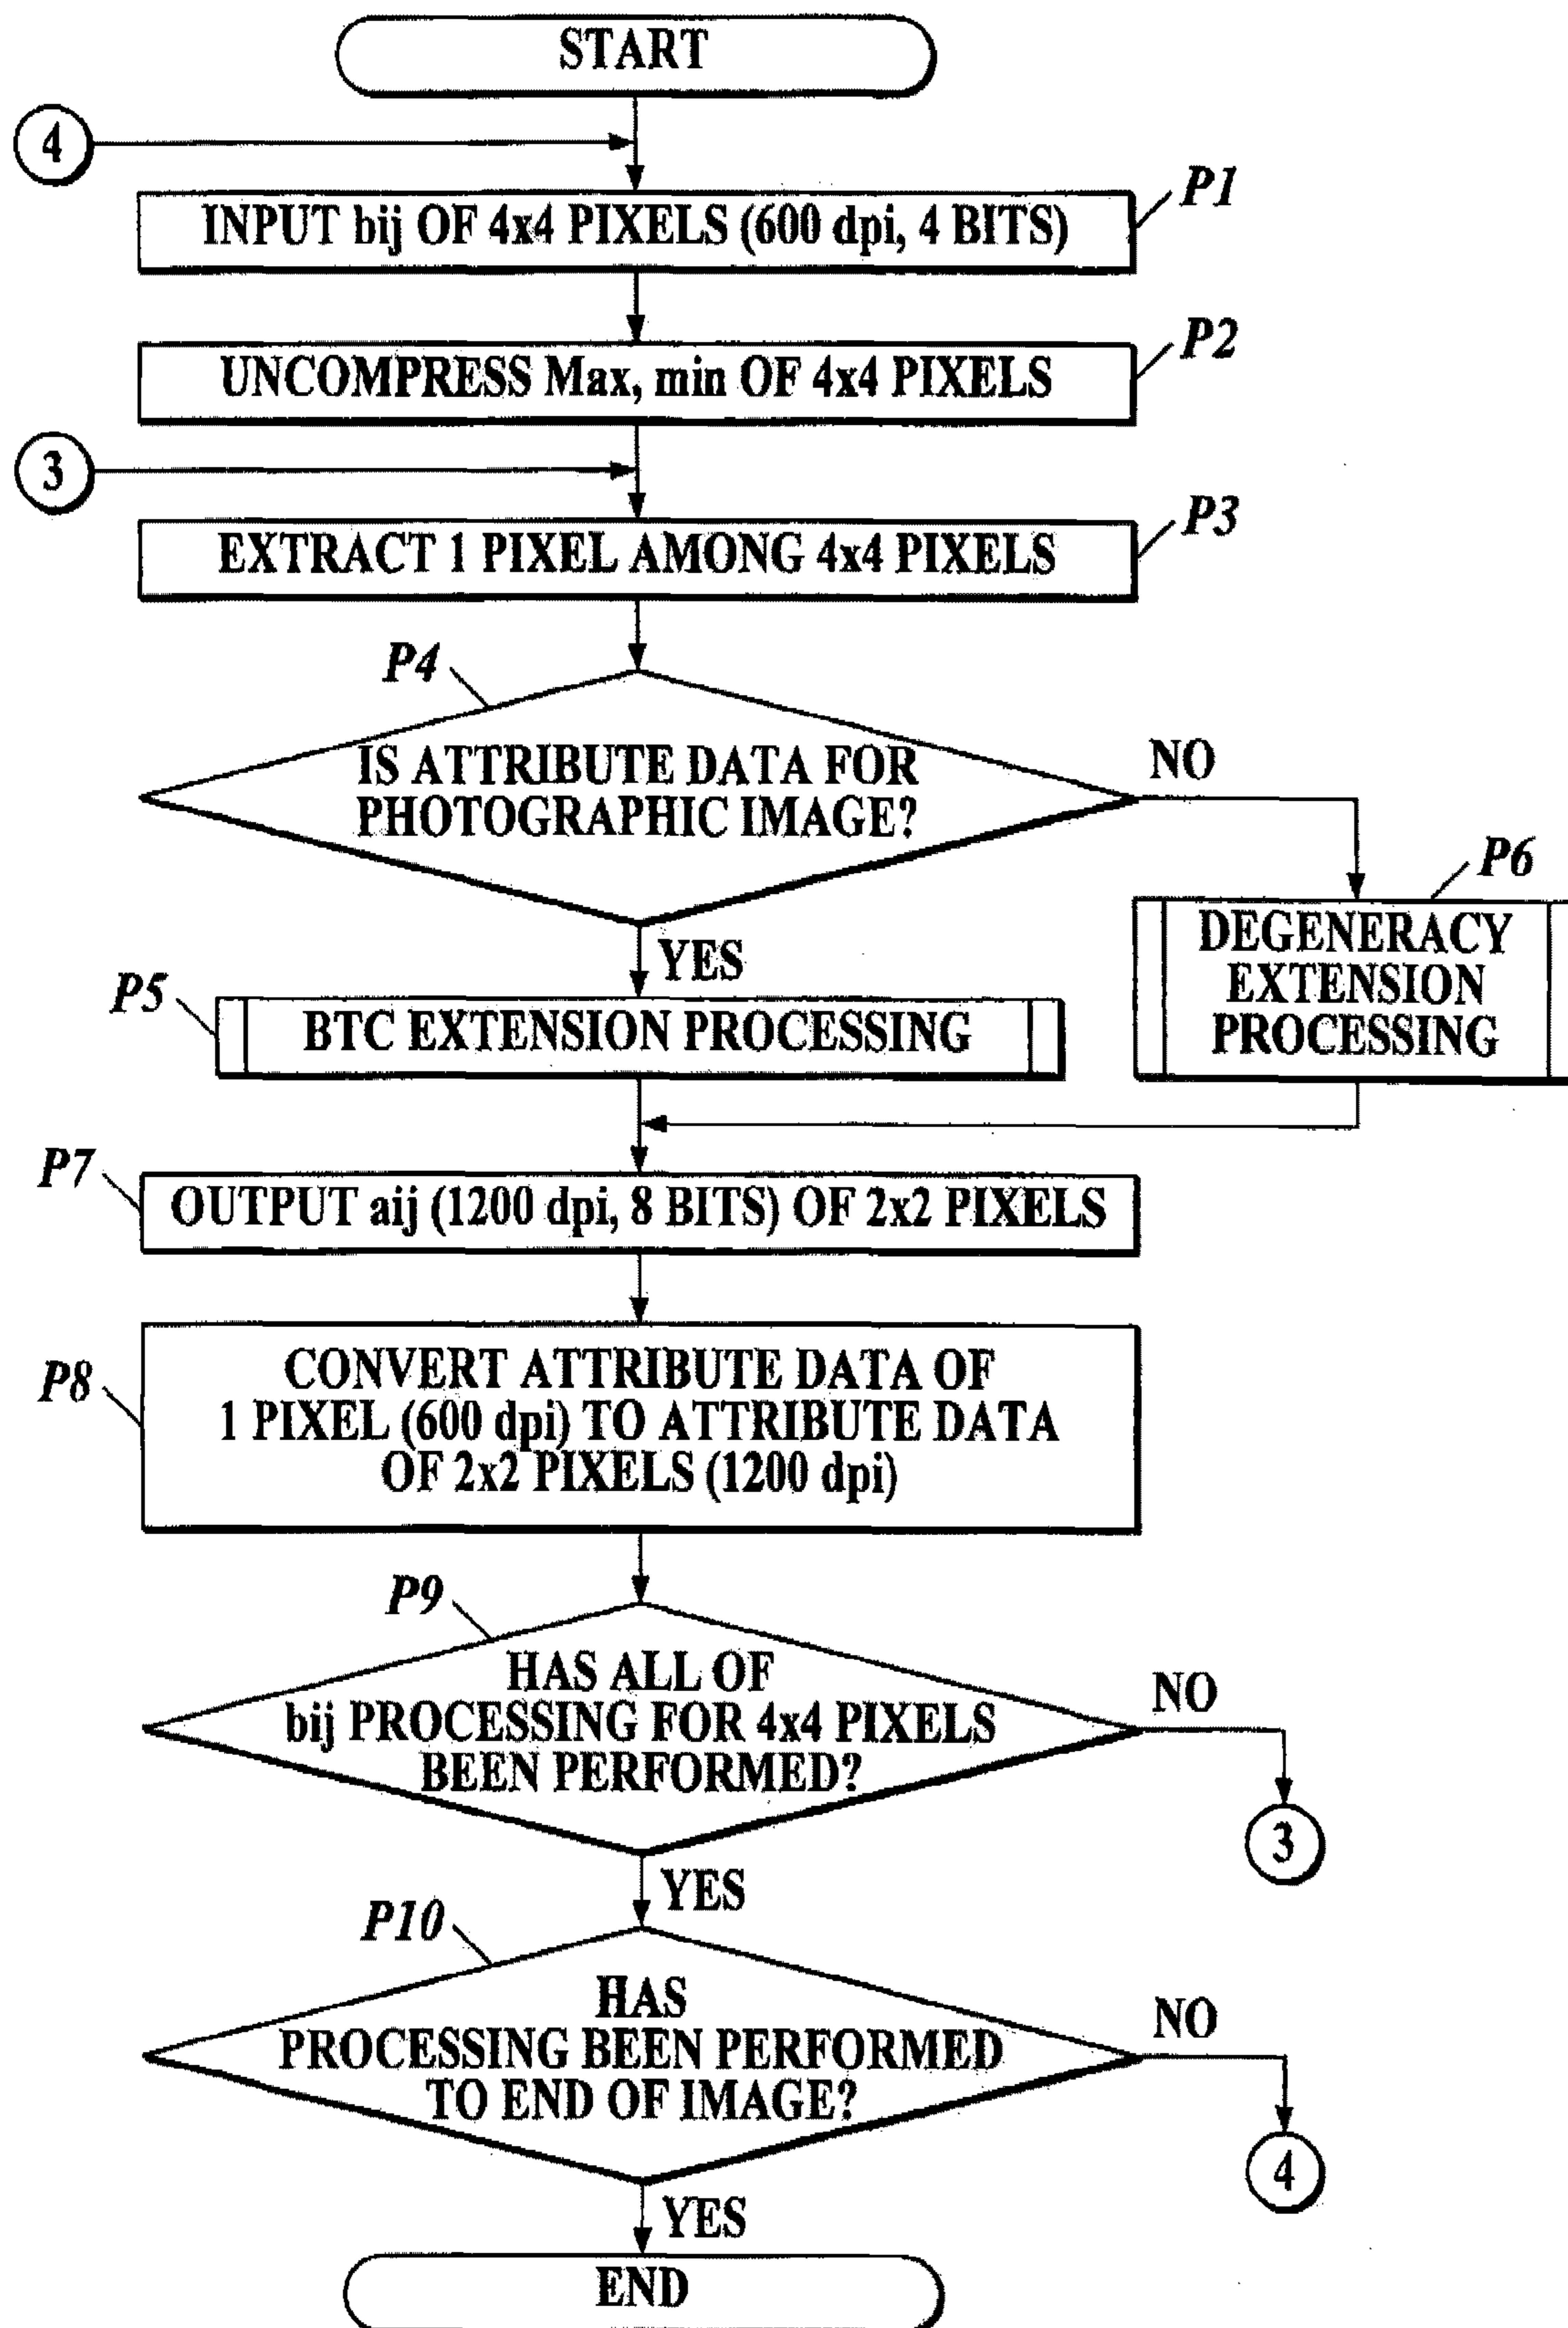 START
4
P1
INPUT bij OF 4x4 PIXELS (600 dpi, 4 BITS)
P2
UNCOMPRESS Max, min OF 4x4 PIXELS
3
P3
EXTRACT 1 PIXEL AMONG 4x4 PIXELS
P4
IS ATTRIBUTE DATA FOR
PHOTOGRAPHIC IMAGE?
NO
YES
P6
DEGENERACY
EXTENSION
PROCESSING
P5
BTC EXTENSION PROCESSING
P7
OUTPUT aij (1200 dpi, 8 BITS) OF 2x2 PIXELS
P8
CONVERT ATTRIBUTE DATA OF
1 PIXEL (600 dpi) TO ATTRIBUTE DATA
OF 2x2 PIXELS (1200 dpi)
P9
HAS ALL OF
bij PROCESSING FOR 4x4 PIXELS
BEEN PERFORMED?
NO
3
YES
P10
HAS
PROCESSING BEEN PERFORMED
TO END OF IMAGE?
NO
4
YES
END